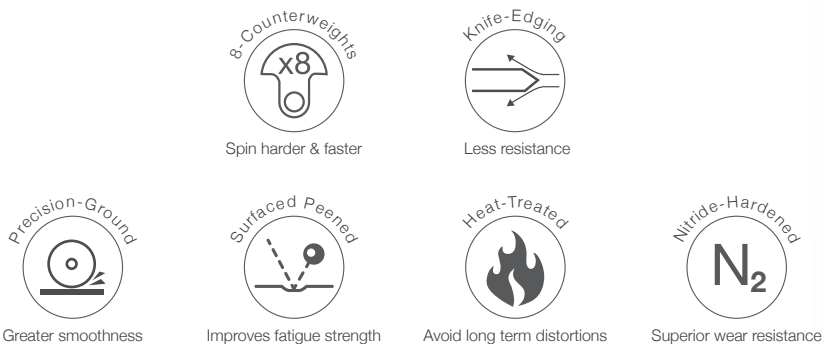 8-Counterweights
x8
Spin harder & faster
Knife-Edging
Less resistance
Precision-Ground
Greater smoothness
Surfaced Peened
Improves fatigue strength
Heat-Treated
Avoid long term distortions
Nitride-Hardened
N₂
Superior wear resistance